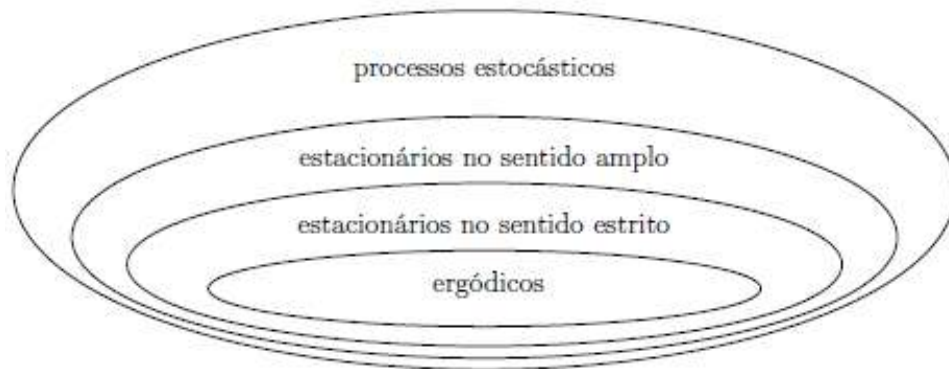 processos estocásticos
estacionários no sentido amplo
estacionários no sentido estrito
ergódicos